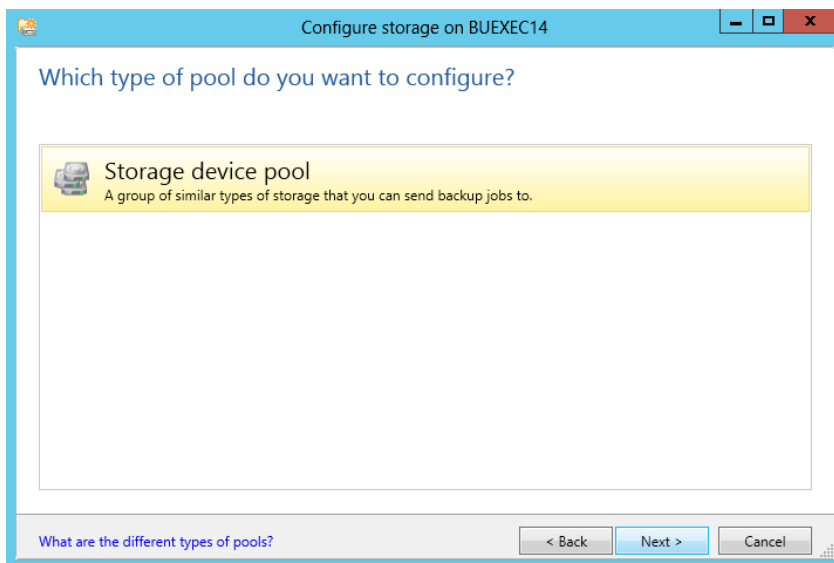 Configure storage on BUEXEC14
Which type of pool do you want to configure?
Storage device pool
A group of similar types of storage that you can send backup jobs to.
What are the different types of pools?
< Back
Next >
Cancel